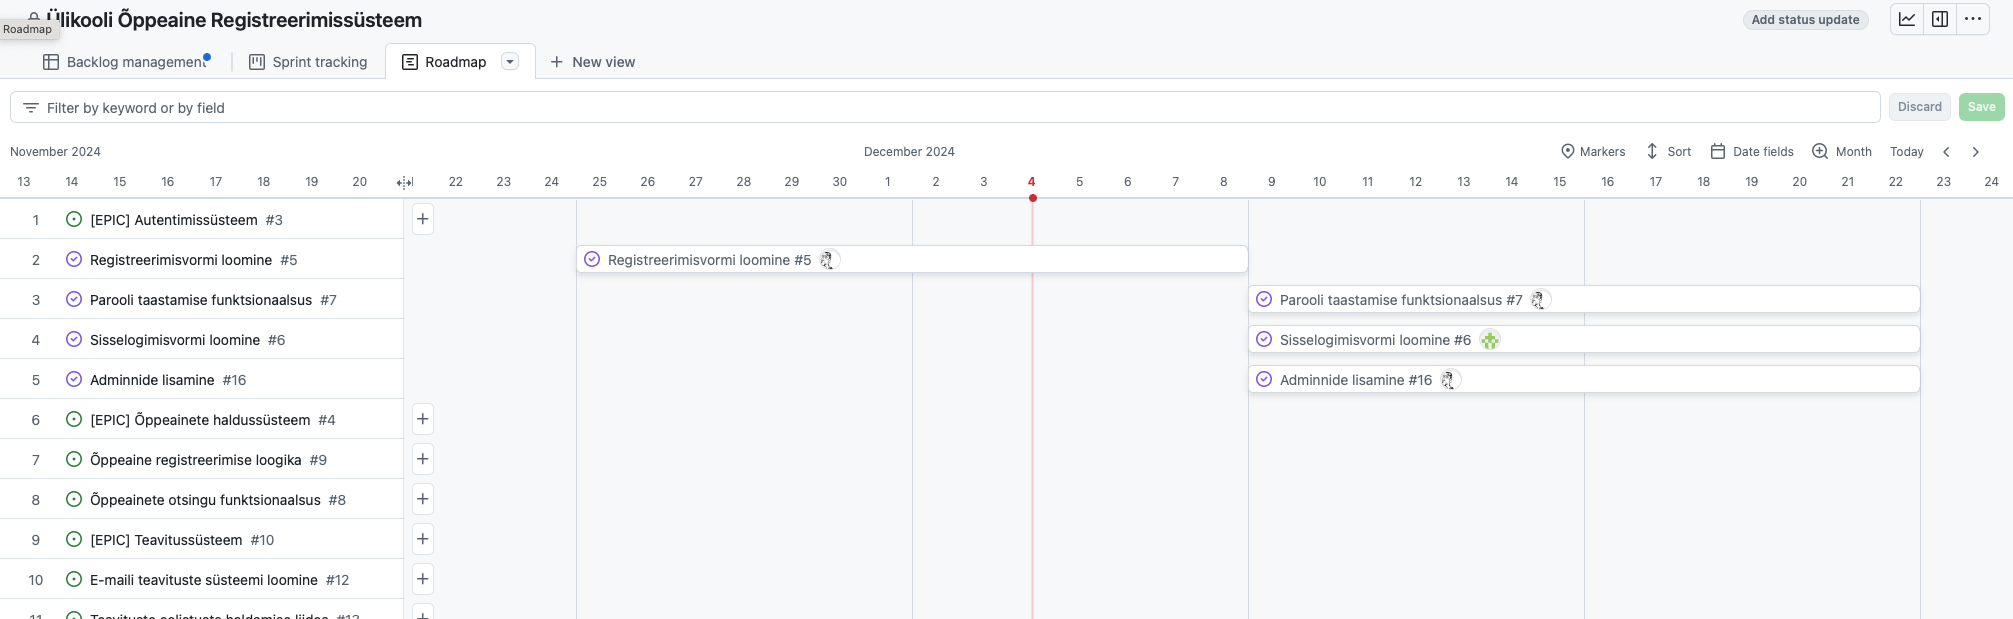 Ülikooli Õppeaine Registreerimissüsteem
Add status update
Roadmap
Backlog management
Sprint tracking
Roadmap
New view
Filter by keyword or by field
Discard
Save
November 2024
December 2024
Markers
Sort
Date fields
Month
Today
13 14 15 16 17 18 19 20 22 23 24 25 26 27 28 29 30 1 2 3 4 5 6 7 8 9 10 11 12 13 14 15 16 17 18 19 20 21 22 23 24
1 [EPIC] Autentimissüsteem #3
2 Registreerimisvormi loomine #5
Registreerimisvormi loomine #5
3 Parooli taastamise funktsionaalsus #7
Parooli taastamise funktsionaalsus #7
4 Sisselogimisvormi loomine #6
Sisselogimisvormi loomine #6
5 Adminnide lisamine #16
Adminnide lisamine #16
6 [EPIC] Õppeainete haldussüsteem #4
7 Õppeaine registreerimise loogika #9
8 Õppeainete otsingu funktsionaalsus #8
9 [EPIC] Teavitussüsteem #10
10 E-maili teavituste süsteemi loomine #12
11 Teavituste eelistuste haldamise liides #13